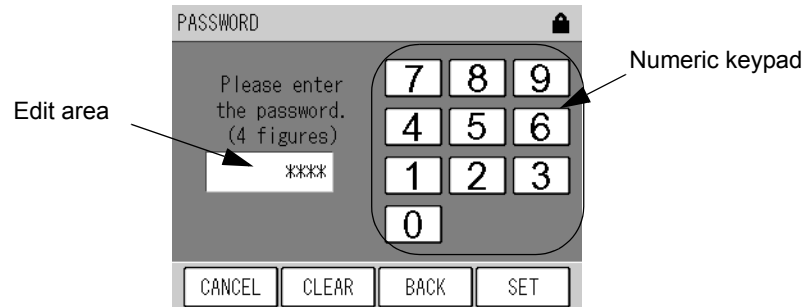 PASSWORD
Please enter
the password.
(4 figures)
****
7 8 9
4 5 6
1 2 3
0
CANCEL CLEAR BACK SET
Edit area
Numeric keypad